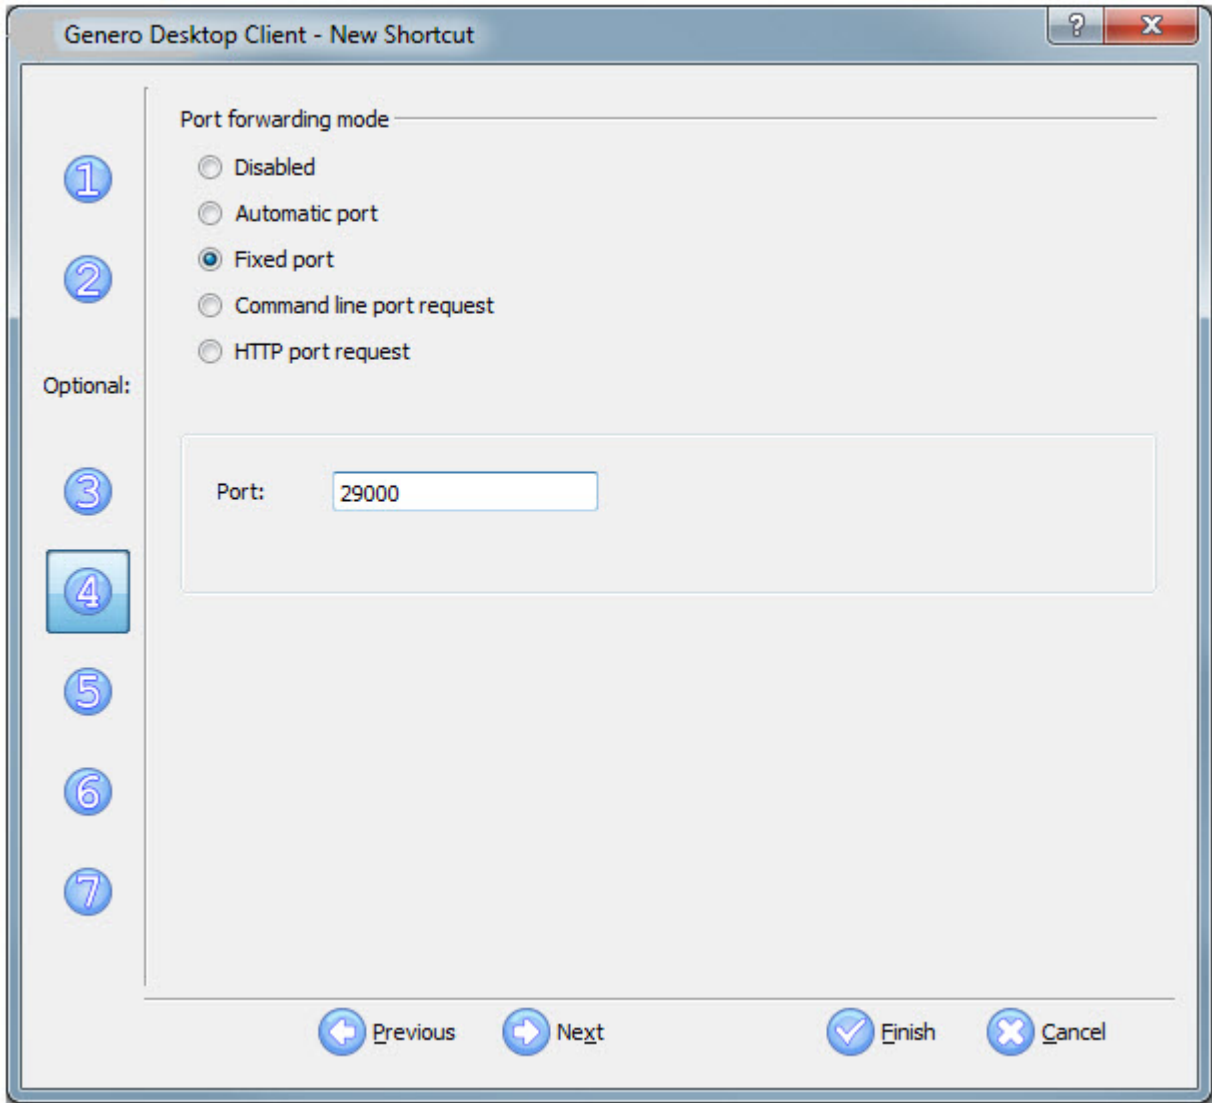 Genero Desktop Client - New Shortcut
? X
Port forwarding mode
Disabled
1
Automatic port
Fixed port
2
Command line port request
HTTP port request
Optional:
3
Port: 29000
4
5
6
7
Previous Next Finish Cancel